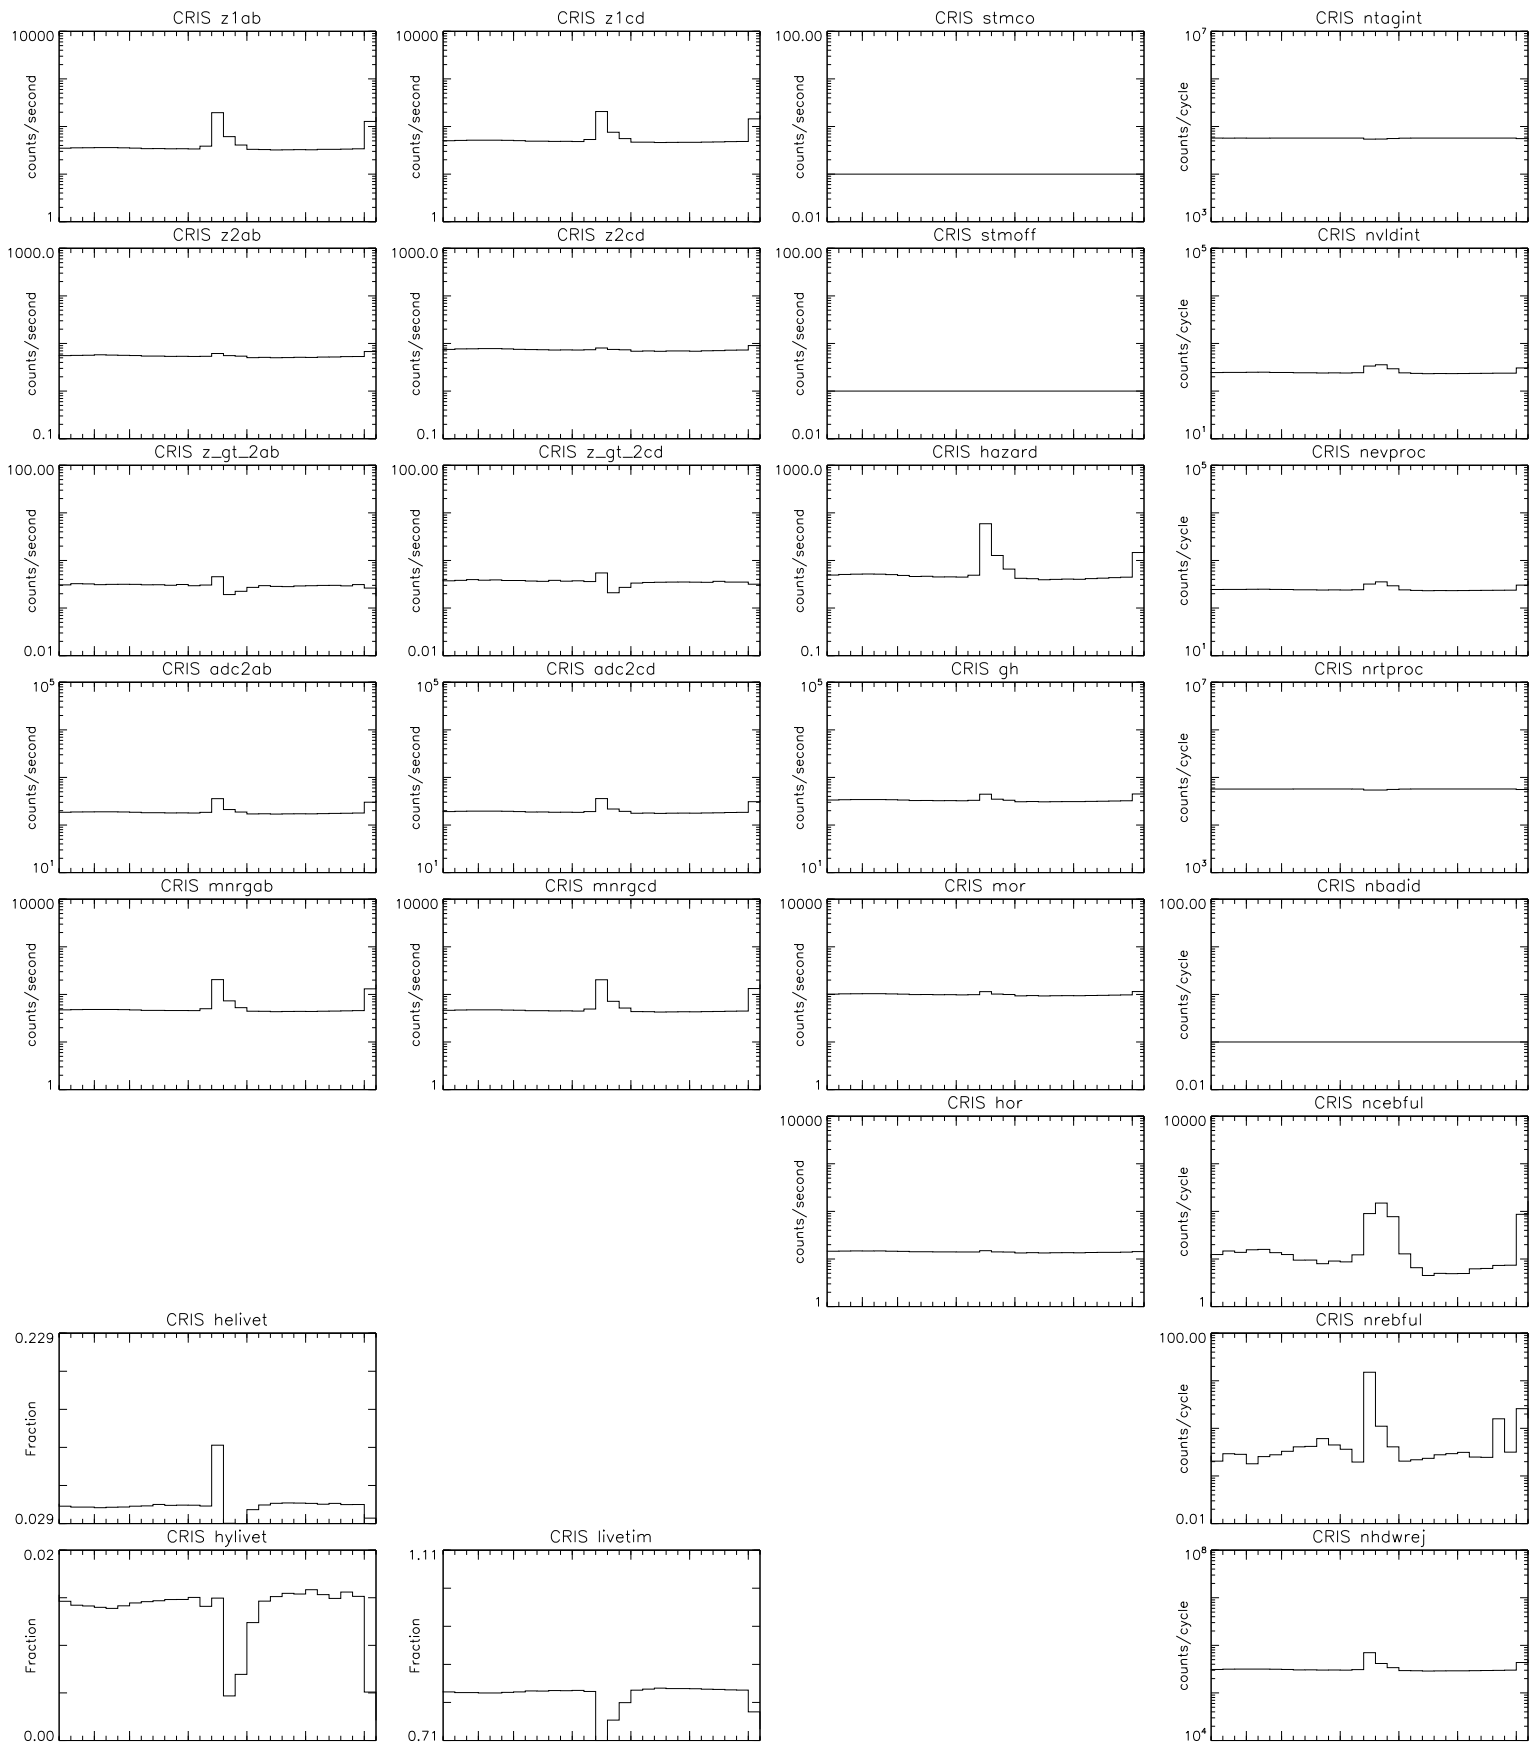 CRIS z1ab
10000
counts/second
1
CRIS z1cd
10000
counts/second
1
CRIS stmco
100.00
counts/second
0.01
CRIS ntagint
10^7
counts/cycle
10^3
CRIS z2ab
1000.0
counts/second
0.1
CRIS z2cd
1000.0
counts/second
0.1
CRIS stmoff
100.00
counts/second
0.01
CRIS nvldint
10^5
counts/cycle
10^1
CRIS z_gt_2ab
100.00
counts/second
0.01
CRIS z_gt_2cd
100.00
counts/second
0.01
CRIS hazard
1000.0
counts/second
0.1
CRIS nevproc
10^5
counts/cycle
10^1
CRIS adc2ab
10^5
counts/second
10^1
CRIS adc2cd
10^5
counts/second
10^1
CRIS gh
10^5
counts/second
10^1
CRIS nrtproc
10^7
counts/cycle
10^3
CRIS mnrgab
10000
counts/second
1
CRIS mnrgcd
10000
counts/second
1
CRIS mor
10000
counts/second
1
CRIS nbadid
100.00
counts/cycle
0.01
CRIS hor
10000
counts/second
1
CRIS ncebful
10000
counts/cycle
1
CRIS helivet
0.229
Fraction
0.029
CRIS nrebful
100.00
counts/cycle
0.01
CRIS hylivet
0.02
Fraction
0.00
CRIS livetim
1.11
Fraction
0.71
CRIS nhdwrej
10^8
counts/cycle
10^4